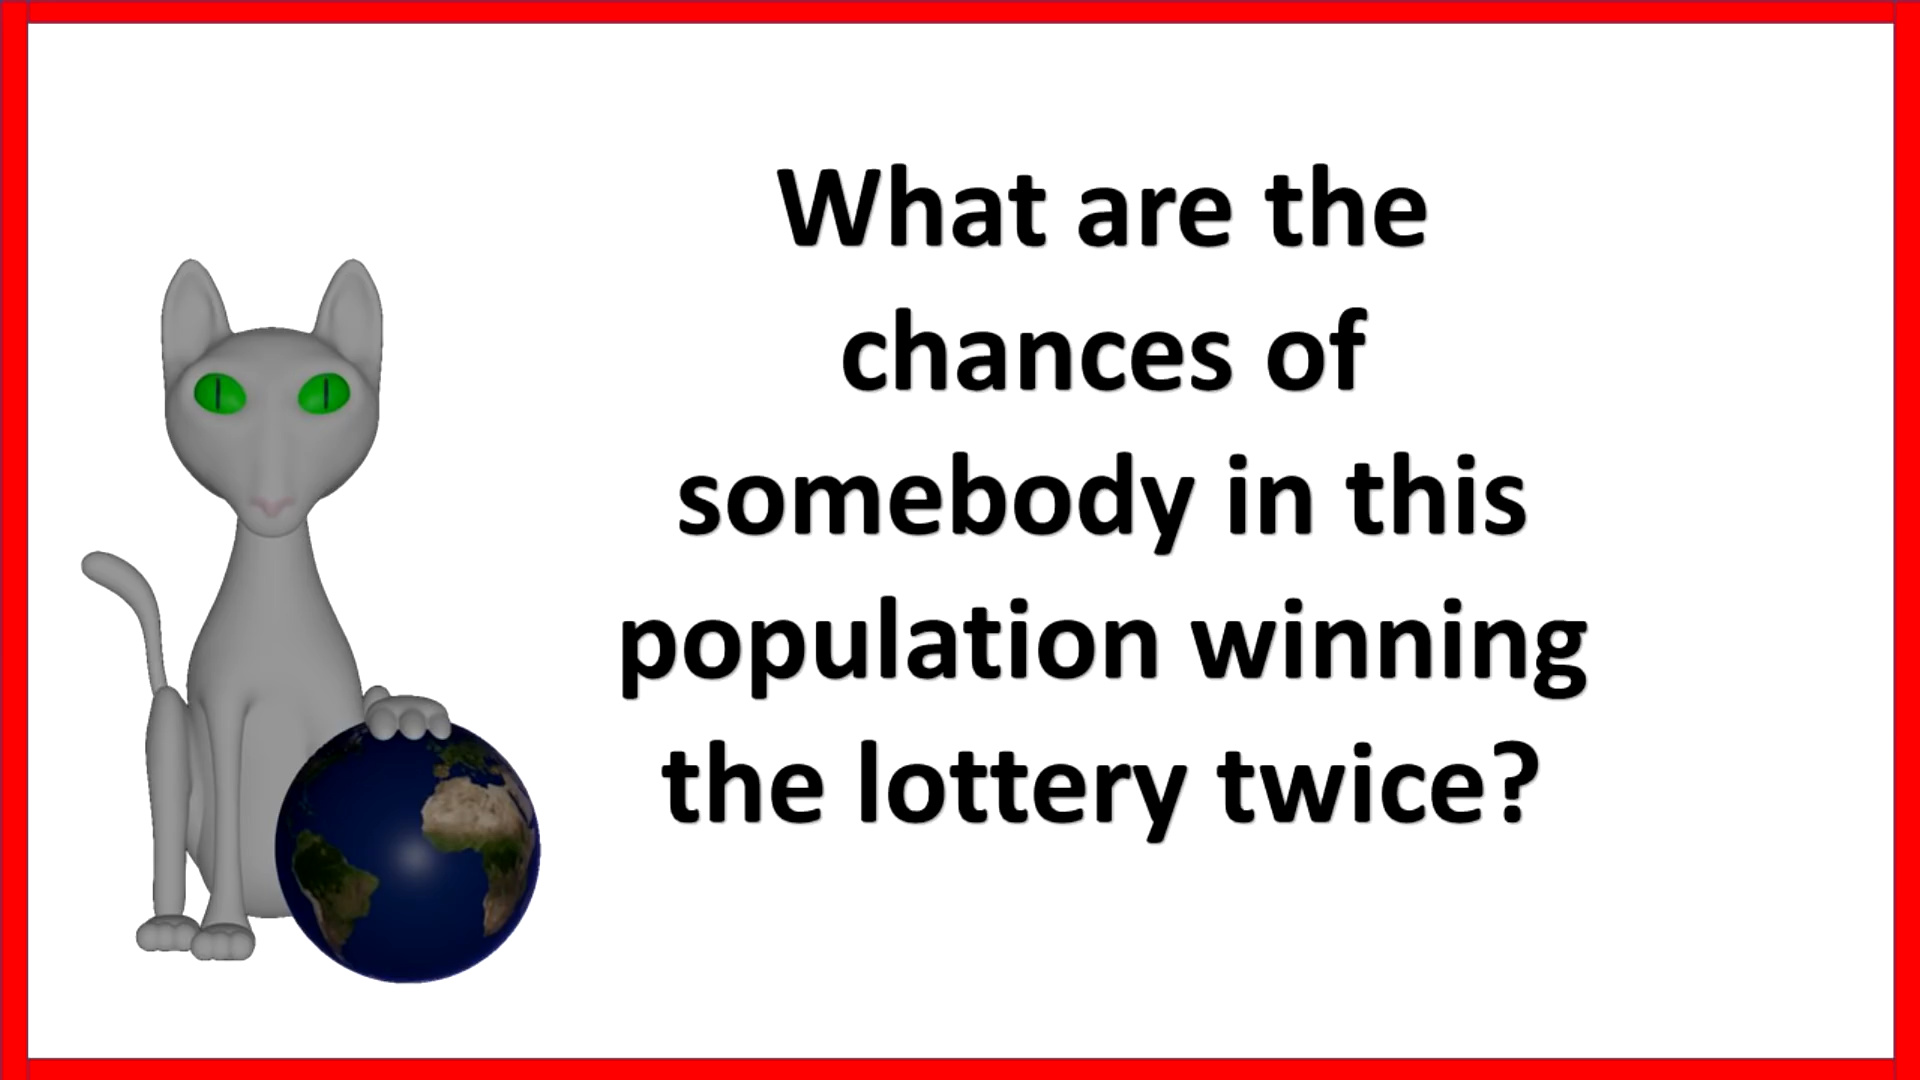 What are the
chances of
somebody in this
population winning
the lottery twice?